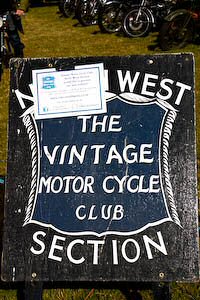 N WEST
THE
VINTAGE
MOTOR CYCLE
CLUB
SECTION